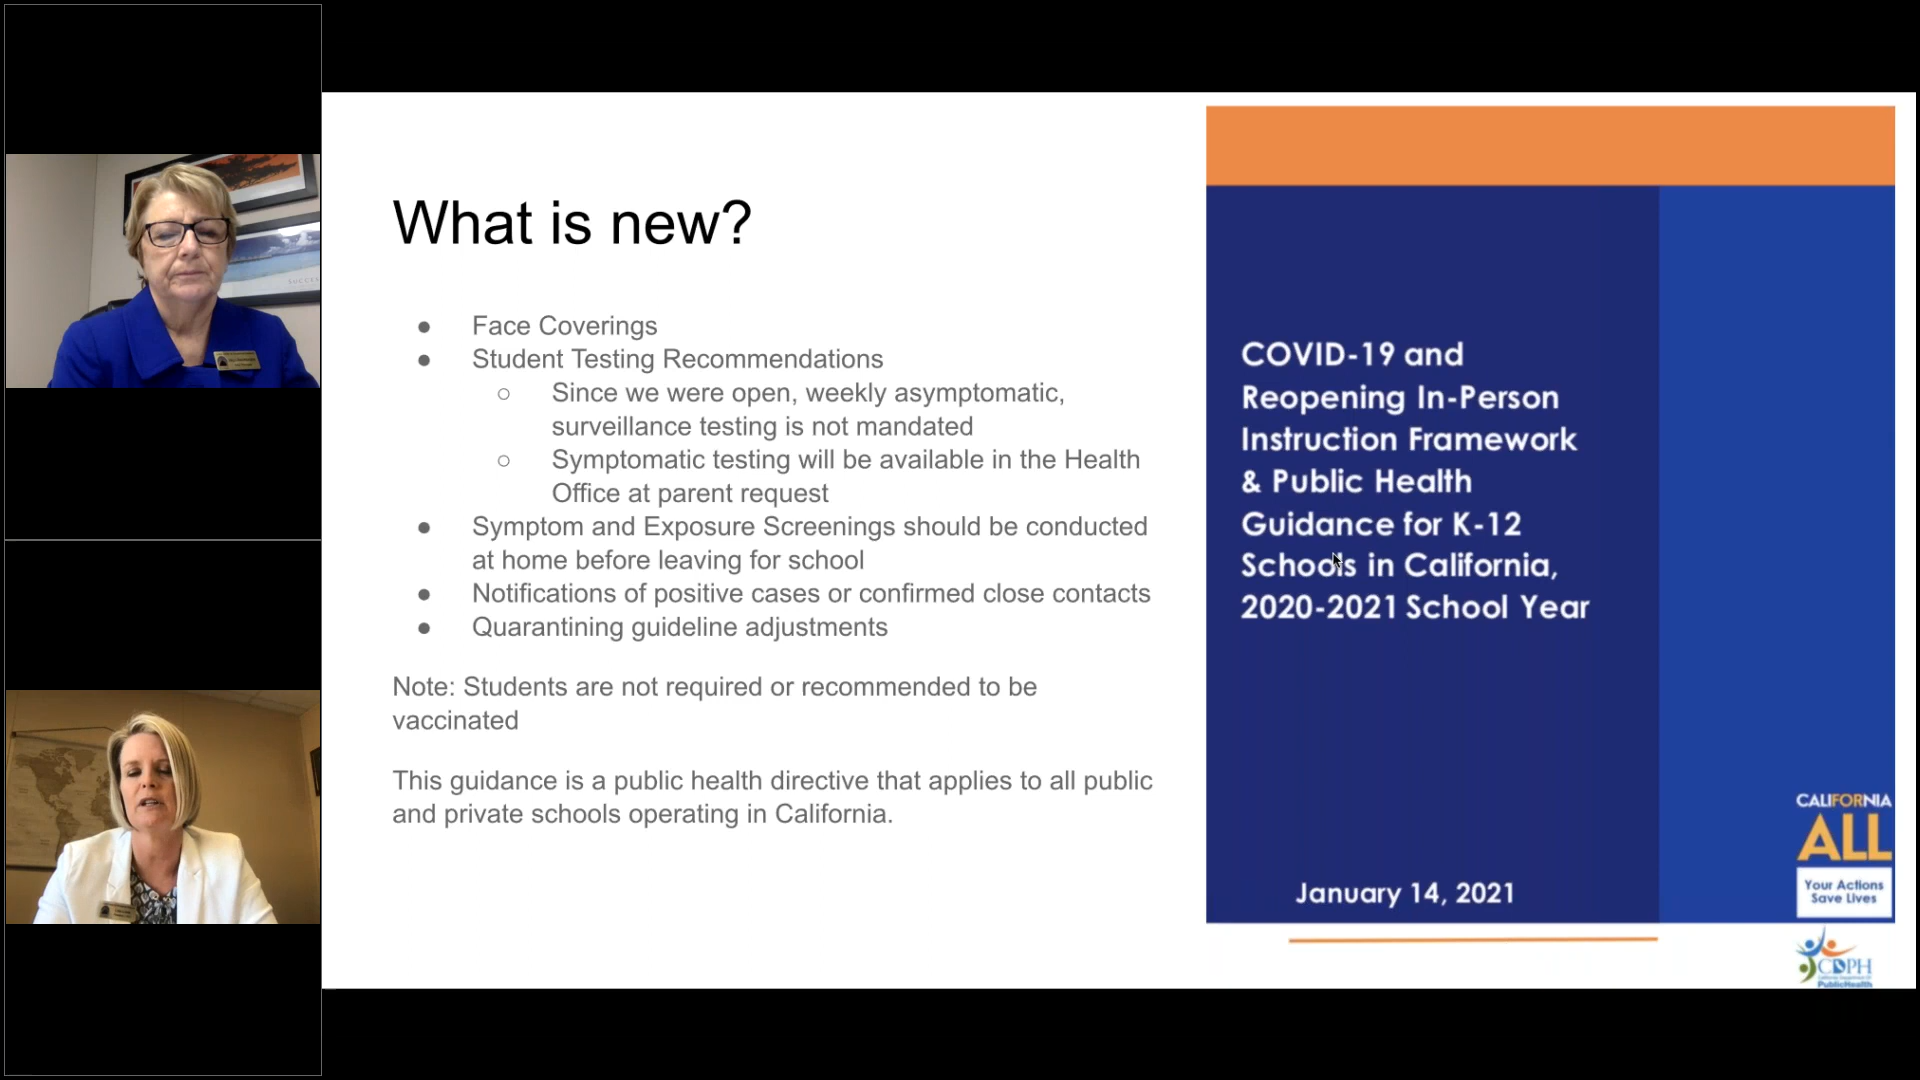 What is new?
● Face Coverings
● Student Testing Recommendations
○ Since we were open, weekly asymptomatic,
surveillance testing is not mandated
○ Symptomatic testing will be available in the Health
Office at parent request
● Symptom and Exposure Screenings should be conducted
at home before leaving for school
● Notifications of positive cases or confirmed close contacts
● Quarantining guideline adjustments
Note: Students are not required or recommended to be
vaccinated
This guidance is a public health directive that applies to all public
and private schools operating in California.
COVID-19 and
Reopening In-Person
Instruction Framework
& Public Health
Guidance for K-12
Schools in California,
2020-2021 School Year
January 14, 2021
CALIFORNIA
ALL
Your Actions
Save Lives
CDPH
PublicHealth